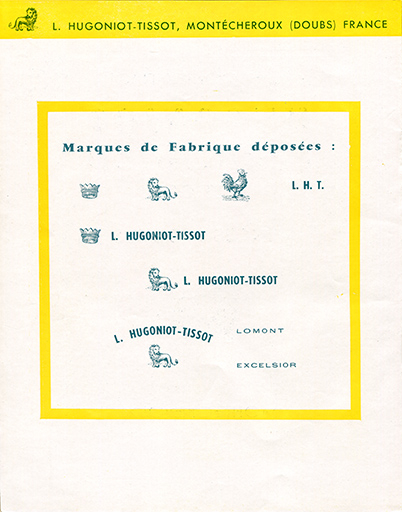 L. HUGONIOT-TISSOT, MONTÉCHEROUX (DOUBS) FRANCE
Marques de Fabrique déposées :
L. H. T.
L. HUGONIOT-TISSOT
L. HUGONIOT-TISSOT
L. HUGONIOT-TISSOT
LOMONT
EXCELSIOR